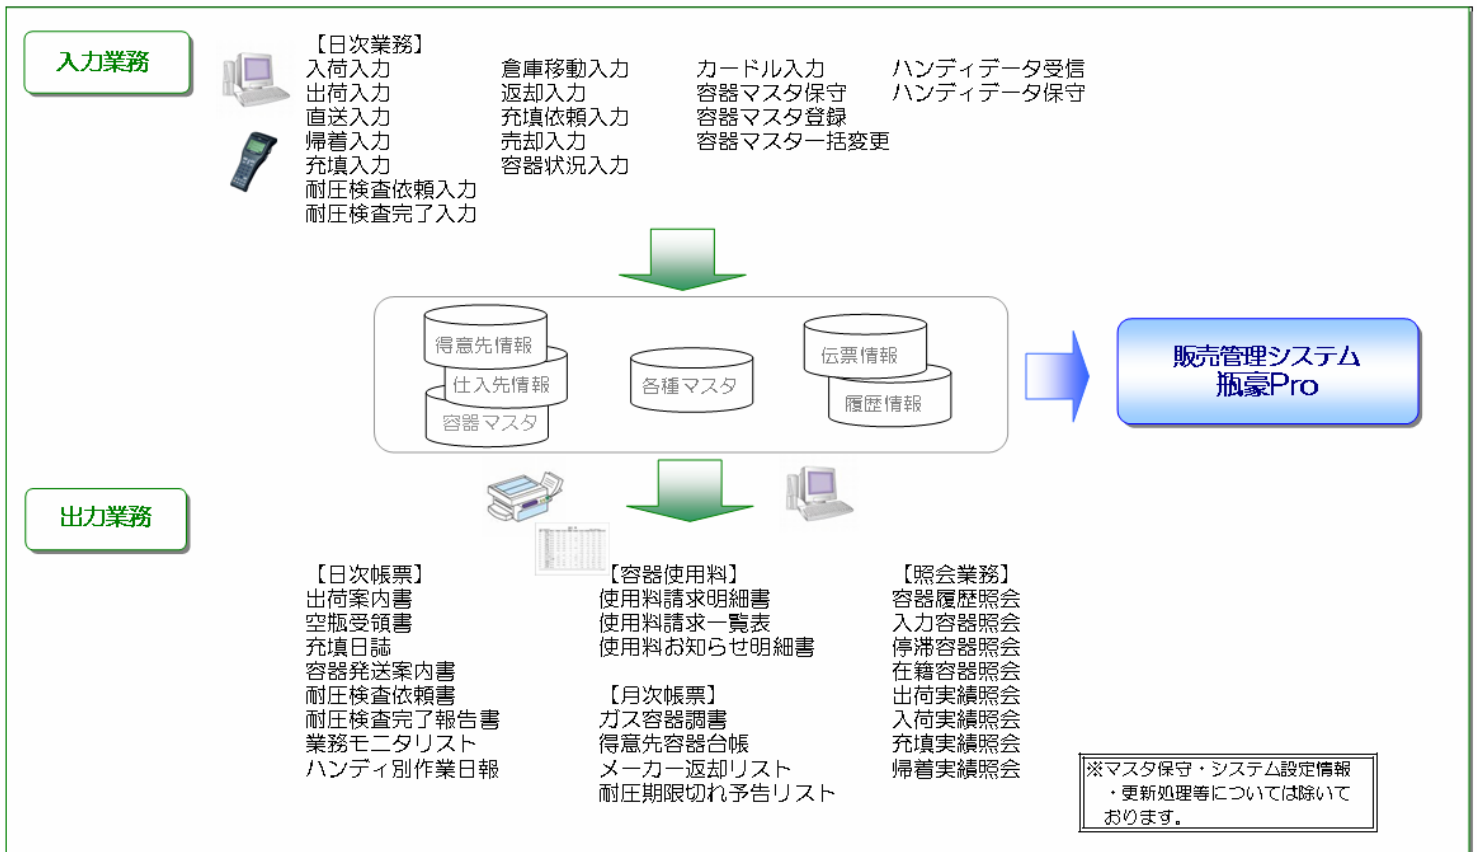 入力業務
【日次業務】
入荷入力
出荷入力
直送入力
帰着入力
充填入力
耐圧検査依頼入力
耐圧検査完了入力
倉庫移動入力
返却入力
充填依頼入力
売却入力
容器状況入力
カードル入力
容器マスタ保守
容器マスタ登録
容器マスタ一括変更
ハンディデータ受信
ハンディデータ保守
得意先情報
仕入先情報
容器マスタ
各種マスタ
伝票情報
履歴情報
販売管理システム
瓶豪Pro
出力業務
【日次帳票】
出荷案内書
空瓶受領書
充填日誌
容器発送案内書
耐圧検査依頼書
耐圧検査完了報告書
業務モニタリスト
ハンディ別作業日報
【容器使用料】
使用料請求明細書
使用料請求一覧表
使用料お知らせ明細書
【月次帳票】
ガス容器調書
得意先容器台帳
メーカー返却リスト
耐圧期限切れ予告リスト
【照会業務】
容器履歴照会
入力容器照会
停滞容器照会
在籍容器照会
出荷実績照会
入荷実績照会
充填実績照会
帰着実績照会
※マスタ保守・システム設定情報
・更新処理等については除いて
おります。